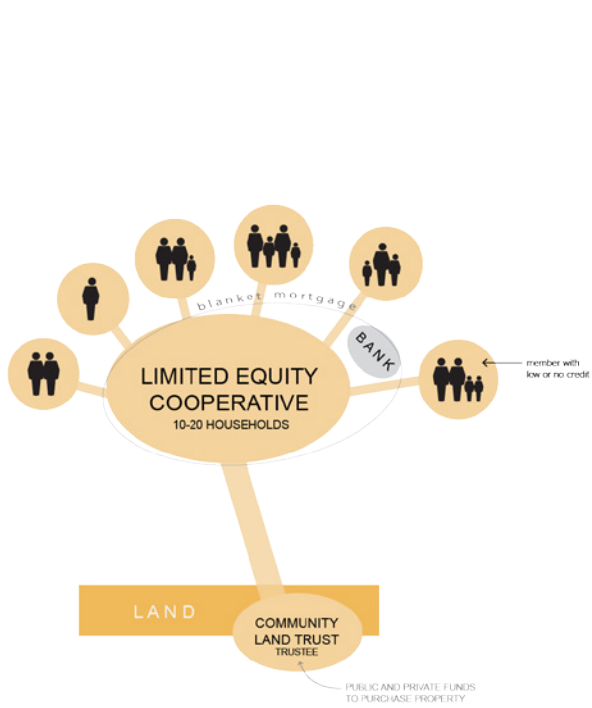 blanket mortgage
BANK
LIMITED EQUITY
COOPERATIVE
10-20 HOUSEHOLDS
member with
low or no credit
LAND
COMMUNITY
LAND TRUST
TRUSTEE
PUBLIC AND PRIVATE FUNDS
TO PURCHASE PROPERTY